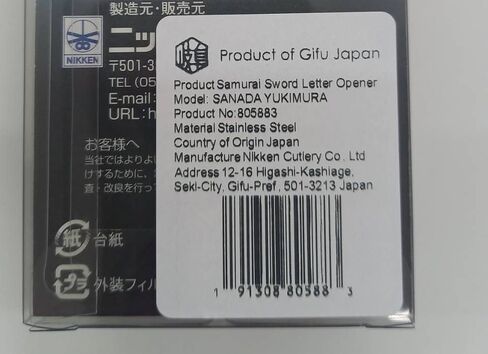 製造元・販売元
NIKKEN
ニッ
〒501-3
TEL (05
E-mail
URL:h
お客様へ
当社ではよりよい
けするために、
査・改良を行って
紙 台紙
プラ 外装フィル
Product of Gifu Japan
Product Samurai Sword Letter Opener
Model: SANADA YUKIMURA
Product No:805883
Material Stainless Steel
Country of Origin Japan
Manufacture Nikken Cutlery Co. Ltd
Address 12-16 Higashi-Kashiage,
Seki-City, Gifu-Pref, 501-3213 Japan
1 91308 80588 3